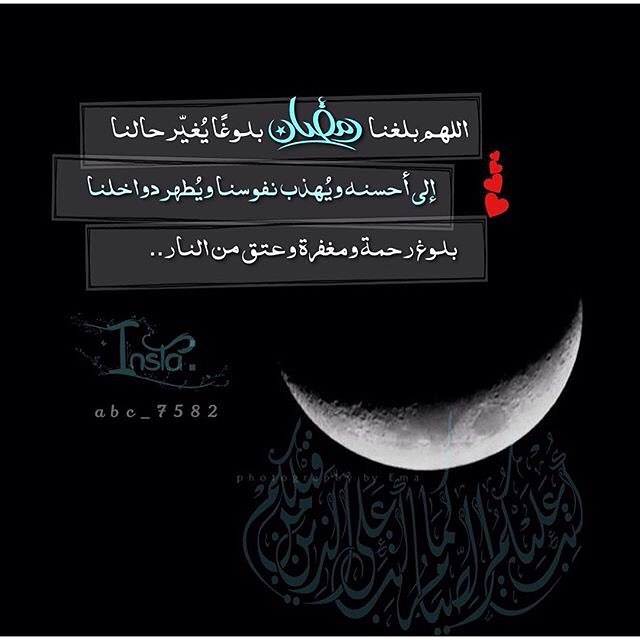 اللهم بلغنا رمضان بلوغًا يُغيّر حالنا
إلى أحسنه ويُهذب نفوسنا ويُطهر دواخلنا
بلوغ رحمة ومغفرة وعتق من النار..
Insta:
abc_7582
photography by Ema
كتب عليكم الصيام كما كتب على الذين من قبلكم